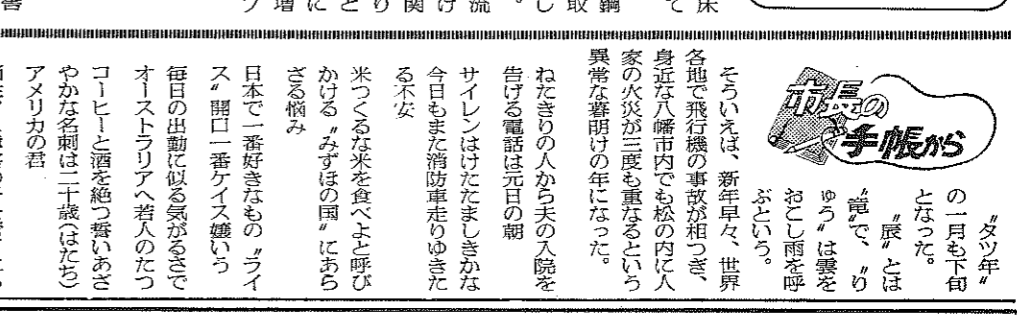 市長の
手帳から
〝タツ年〟
の一月も下旬
となった。
〝辰〟とは
〝竜〟で、〝り
ゅう〟は雲を
おこし雨を呼
ぶという。
そういえば、新年早々、世界
各地で飛行機の事故が相つぎ、
身近な八幡市内でも松の内に人
家の火災が三度も重なるという
異常な暮明けの年になった。
ねたきりの人から夫の入院を
告げる電話は元日の朝
サイレンはけたたましきかな
今日もまた消防車走りゆきた
る不安
米つくるな米を食べよと呼び
かける〝みずほの国〟にあら
ざる悩み
日本で一番好きなもの〝ライ
ス〟開口一番ケイス嬢いう
毎日の出動に似る気がるさで
オーストラリアへ若人のたつ
コーヒーと酒を絶つ誓いあざ
やかな名刺は二十歳(はたち)
アメリカの君